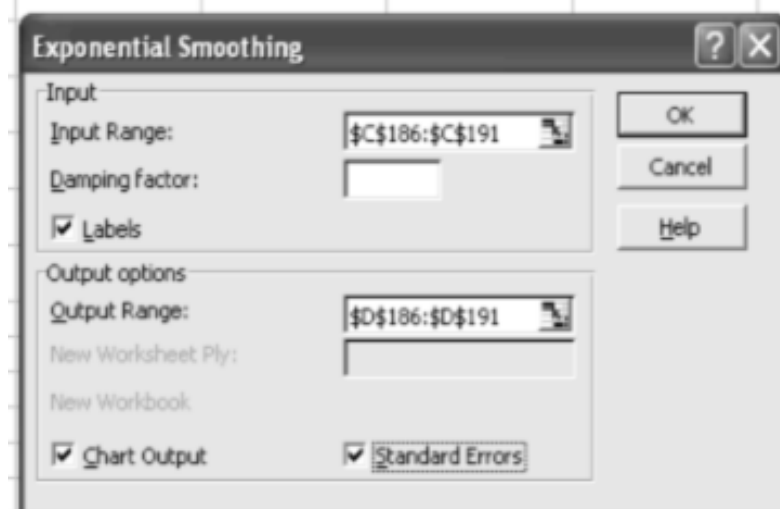 Exponential Smoothing
Input
Input Range: $C$186:$C$191
Damping factor:
Labels
Output options
Output Range: $D$186:$D$191
New Worksheet Ply:
New Workbook
Chart Output Standard Errors
OK
Cancel
Help